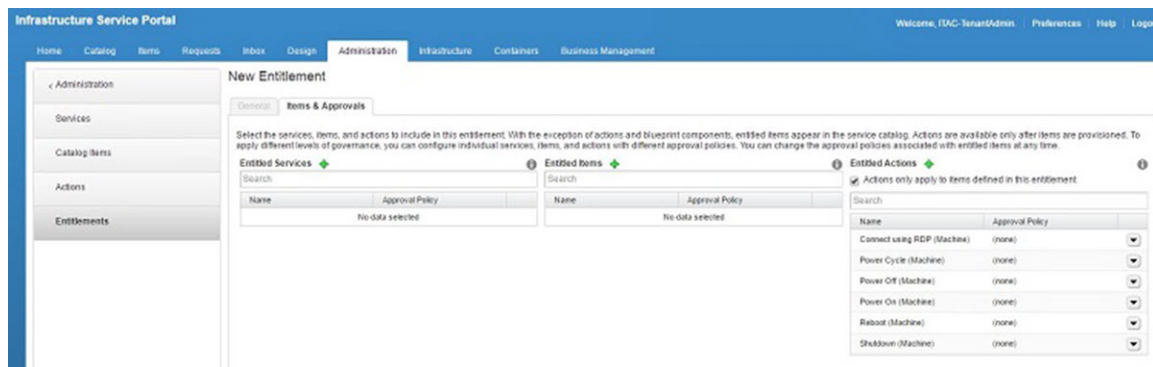 Infrastructure Service Portal
Welcome, ITAC-TenantAdmin Preferences Help Logo
Home Catalog Items Requests Inbox Design Administration Infrastructure Containers Business Management
< Administration
Services
Catalog Items
Actions
Entitlements
New Entitlement
General Items & Approvals
Select the services, items, and actions to include in this entitlement. With the exception of actions and blueprint components, entitled items appear in the service catalog. Actions are available only after items are provisioned. To
apply different levels of governance, you can configure individual services, items, and actions with different approval policies. You can change the approval policies associated with entitled items at any time.
Entitled Services
Search
Name Approval Policy
No data selected
Entitled Items
Search
Name Approval Policy
No data selected
Entitled Actions
Actions only apply to items defined in this entitlement
Search
Name Approval Policy
Connect using RDP (Machine) (none)
Power Cycle (Machine) (none)
Power Off (Machine) (none)
Power On (Machine) (none)
Reboot (Machine) (none)
Shutdown (Machine) (none)